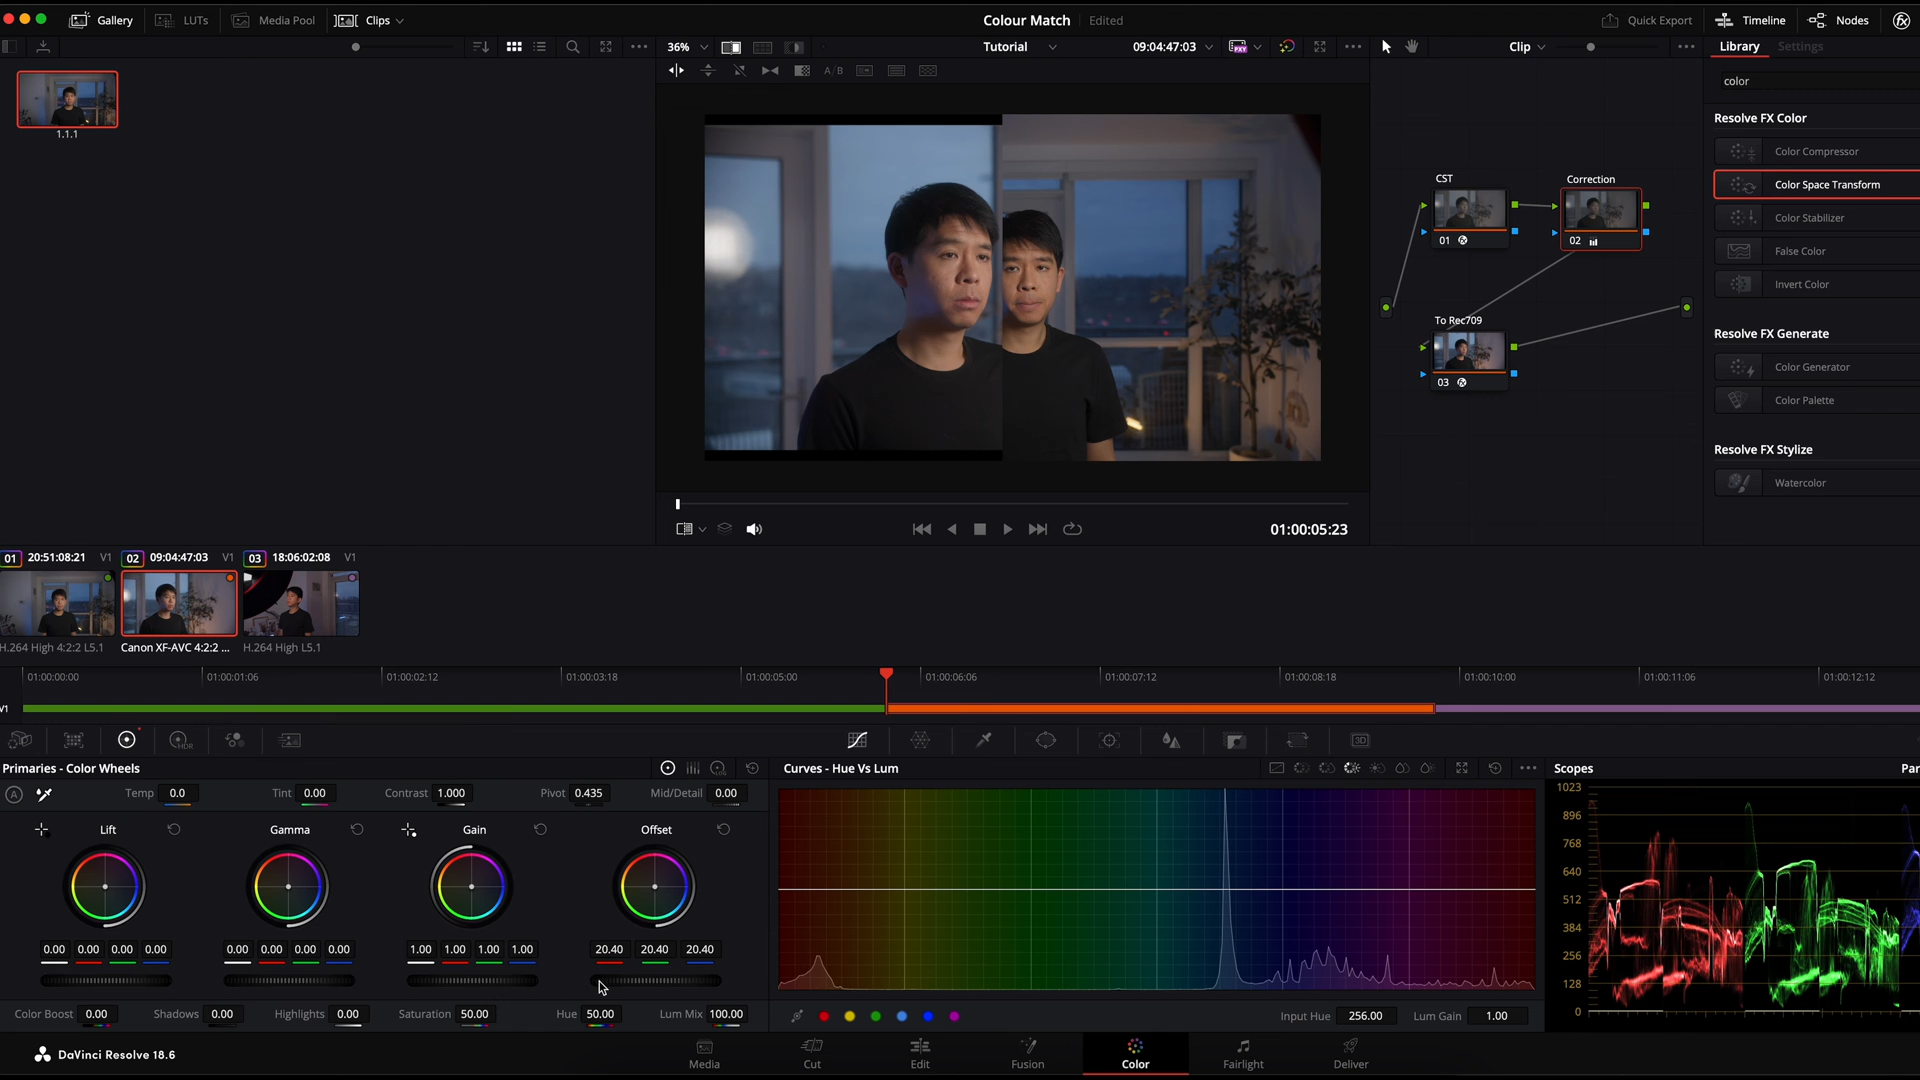 Gallery LUTs Media Pool Clips Colour Match Edited Quick Export Timeline Nodes
36% Tutorial 09:04:47:03 Clip Library Settings
A/B
color
1.1.1
Resolve FX Color
Color Compressor
Color Space Transform
Color Stabilizer
False Color
Invert Color
Resolve FX Generate
Color Generator
Color Palette
Resolve FX Stylize
Watercolor
CST Correction
01 02
To Rec709
03
01:00:05:23
01 20:51:08:21 V1 02 09:04:47:03 V1 03 18:06:02:08 V1
H.264 High 4:2:2 L5.1 Canon XF-AVC 4:2:2 ... H.264 High L5.1
01:00:00:00 01:00:01:06 01:00:02:12 01:00:03:18 01:00:05:00 01:00:06:06 01:00:07:12 01:00:08:18 01:00:10:00 01:00:11:06 01:00:12:12
V1
HDR 3D
Primaries - Color Wheels LOG Curves - Hue Vs Lum Scopes Par
A Temp 0.0 Tint 0.00 Contrast 1.000 Pivot 0.435 Mid/Detail 0.00
Lift Gamma Gain Offset
0.00 0.00 0.00 0.00 0.00 0.00 0.00 0.00 1.00 1.00 1.00 1.00 20.40 20.40 20.40
Color Boost 0.00 Shadows 0.00 Highlights 0.00 Saturation 50.00 Hue 50.00 Lum Mix 100.00
Input Hue 256.00 Lum Gain 1.00
1023
896
768
640
512
384
256
128
0
DaVinci Resolve 18.6 Media Cut Edit Fusion Color Fairlight Deliver